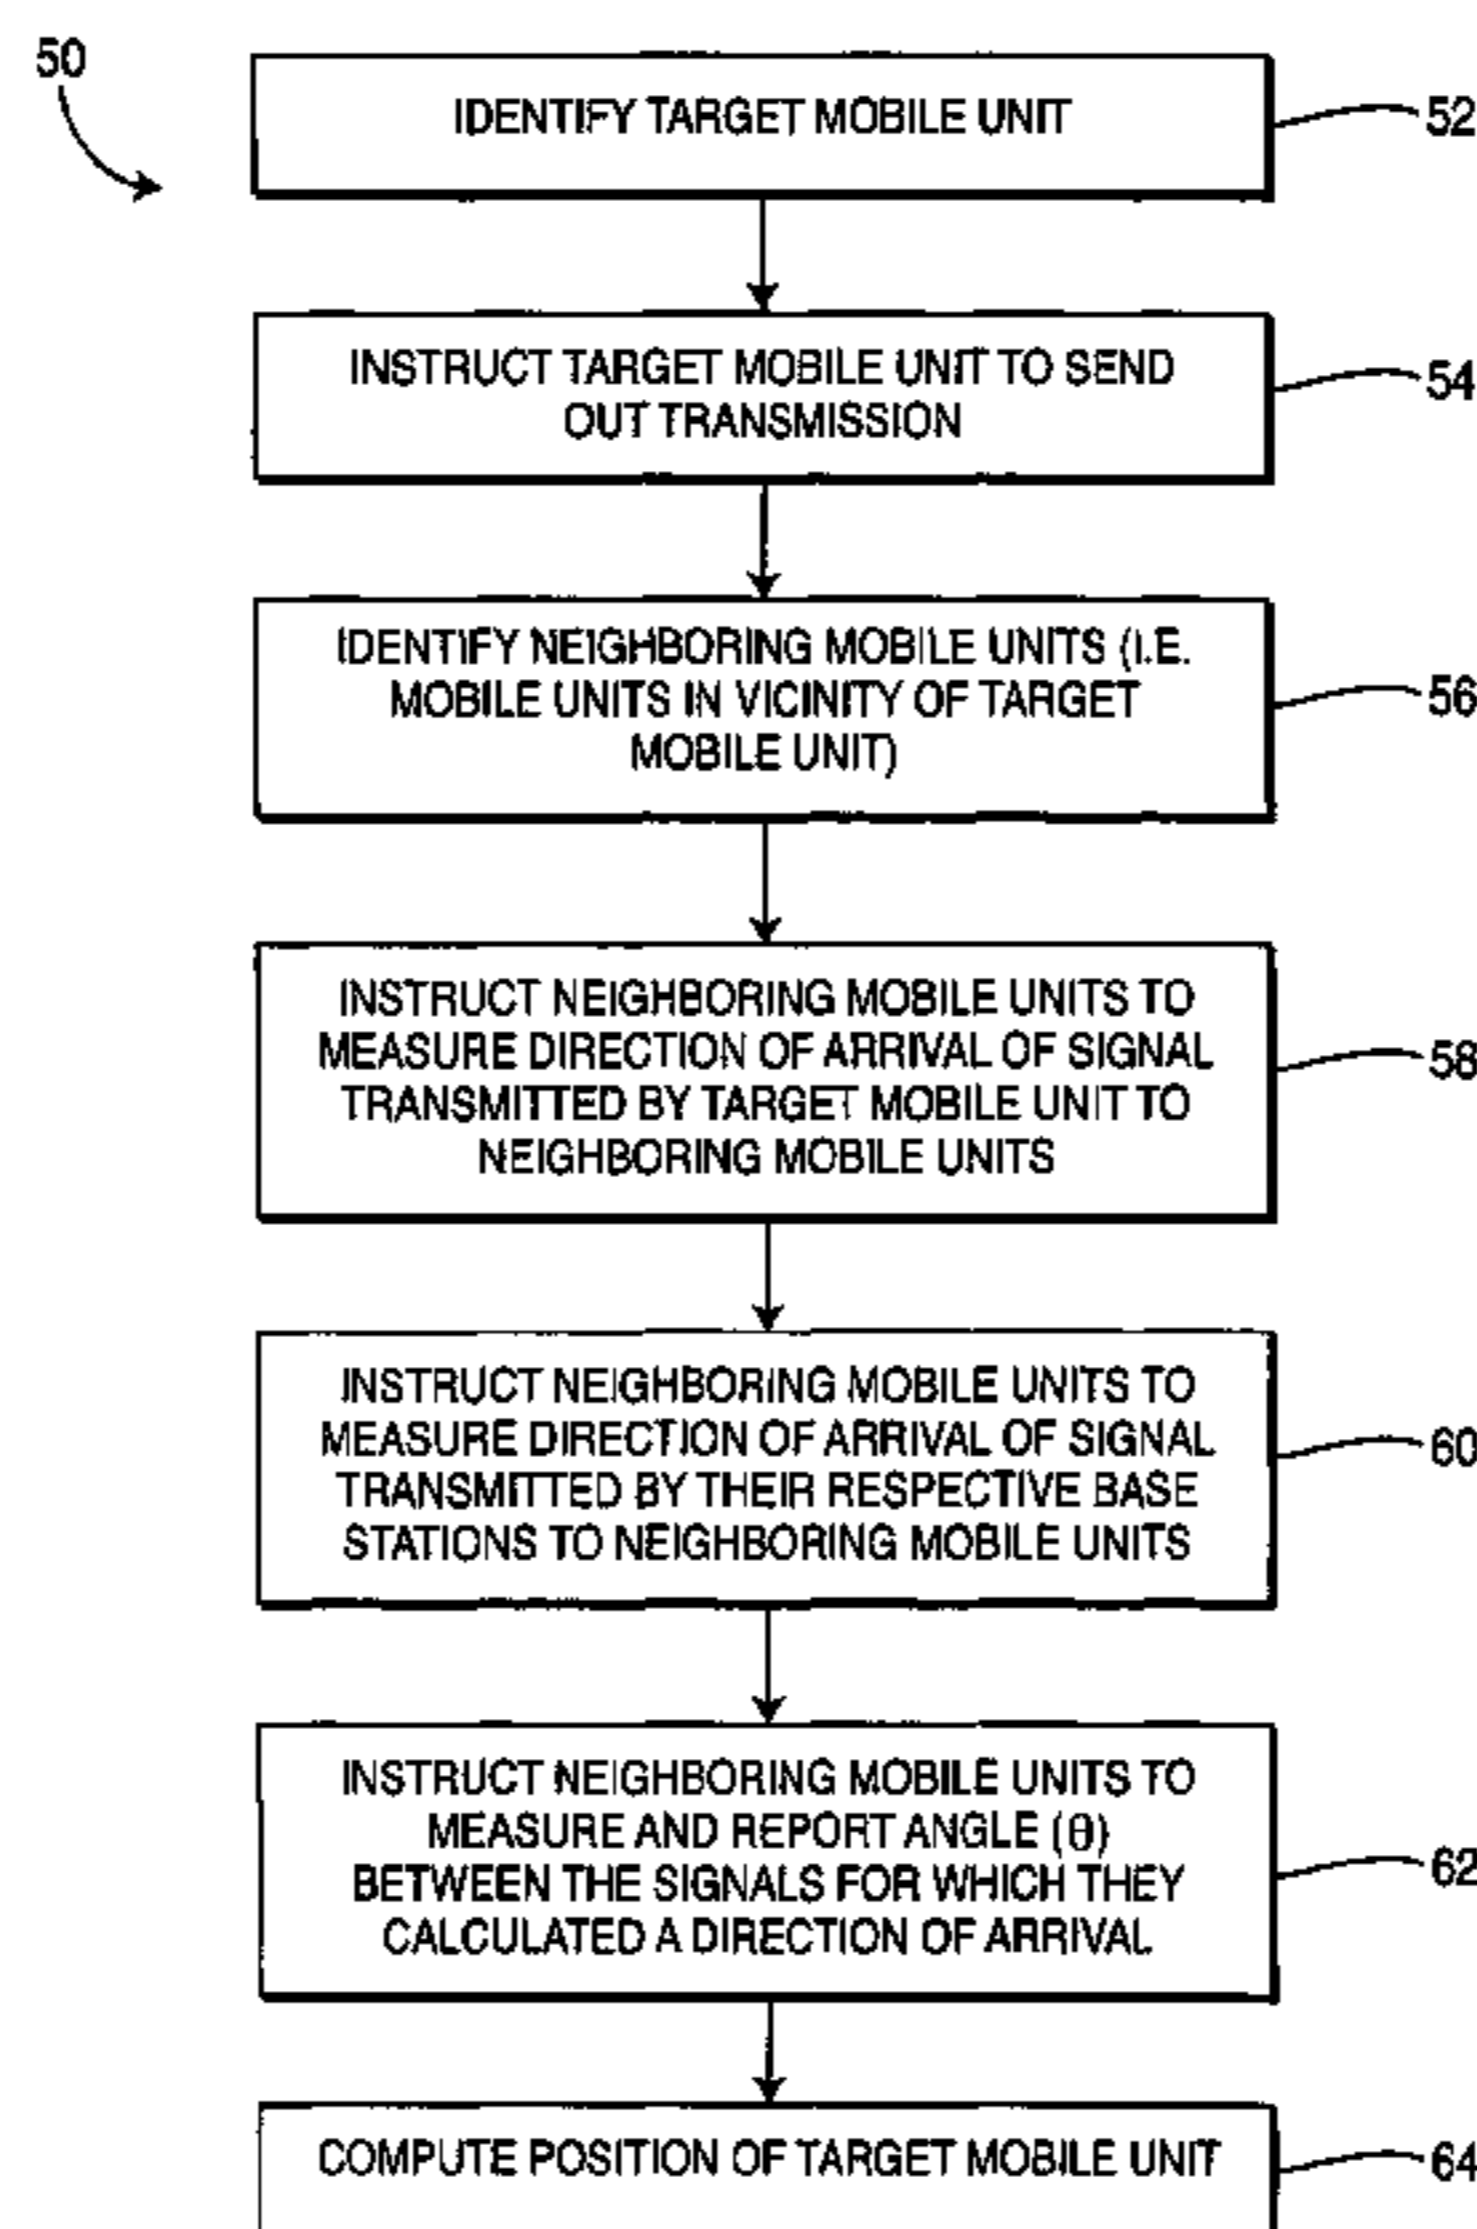 50
IDENTIFY TARGET MOBILE UNIT
52
INSTRUCT TARGET MOBILE UNIT TO SEND
OUT TRANSMISSION
54
IDENTIFY NEIGHBORING MOBILE UNITS (I.E.
MOBILE UNITS IN VICINITY OF TARGET
MOBILE UNIT)
56
INSTRUCT NEIGHBORING MOBILE UNITS TO
MEASURE DIRECTION OF ARRIVAL OF SIGNAL
TRANSMITTED BY TARGET MOBILE UNIT TO
NEIGHBORING MOBILE UNITS
58
INSTRUCT NEIGHBORING MOBILE UNITS TO
MEASURE DIRECTION OF ARRIVAL OF SIGNAL
TRANSMITTED BY THEIR RESPECTIVE BASE
STATIONS TO NEIGHBORING MOBILE UNITS
60
INSTRUCT NEIGHBORING MOBILE UNITS TO
MEASURE AND REPORT ANGLE (θ)
BETWEEN THE SIGNALS FOR WHICH THEY
CALCULATED A DIRECTION OF ARRIVAL
62
COMPUTE POSITION OF TARGET MOBILE UNIT
64